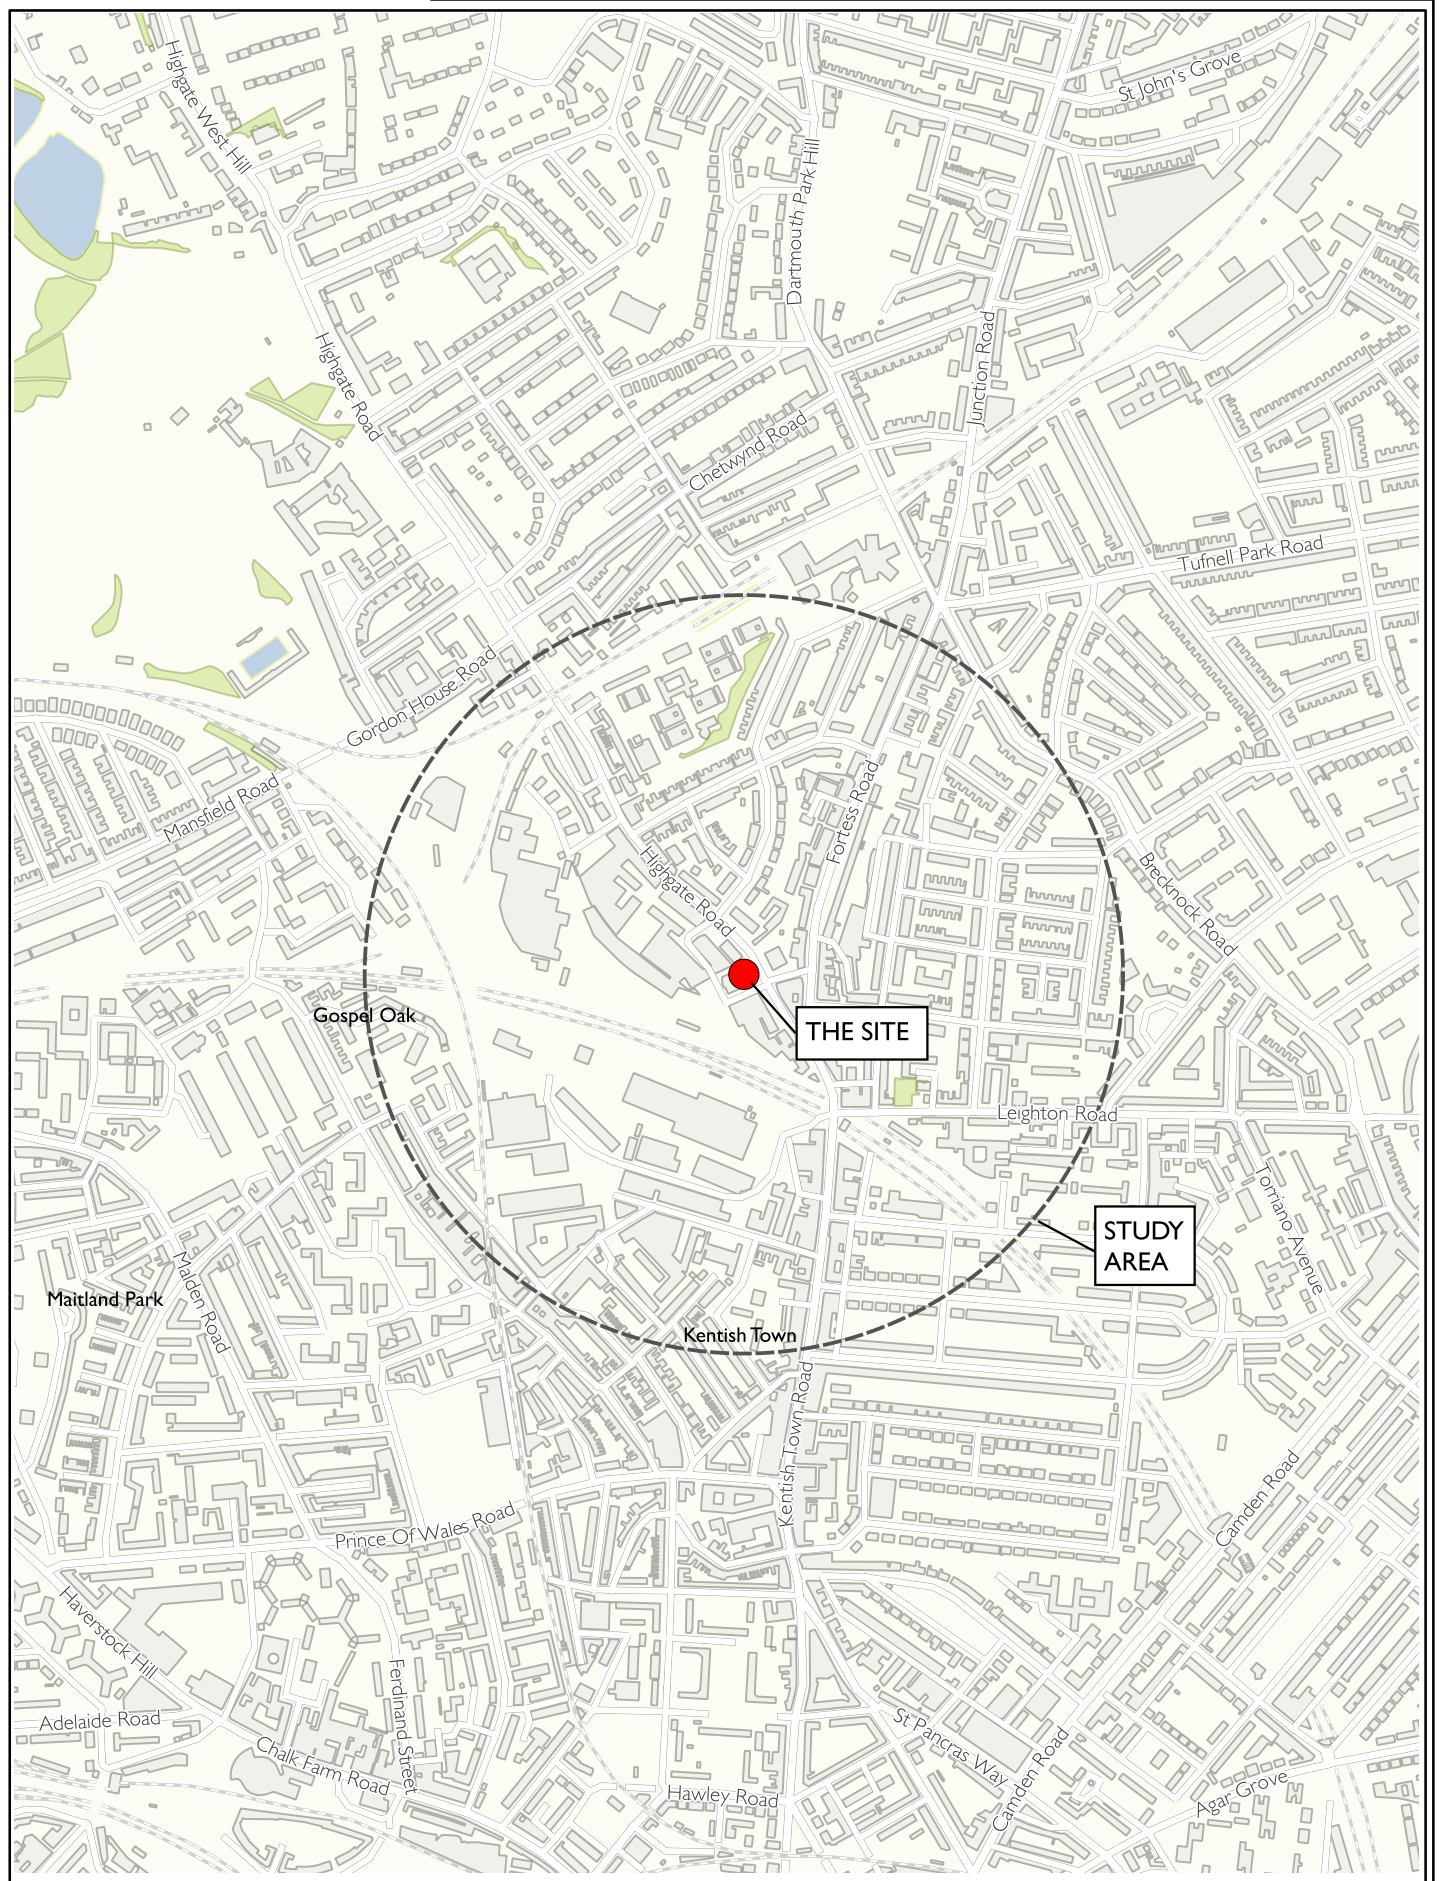 Highgate West Hill
St John's Grove
Dartmouth Park Hill
Junction Road
Highgate Road
Chetwynd Road
Tufnell Park Road
Gordon House Road
Mansfield Road
Fortess Road
Highgate Road
Brecknock Road
Gospel Oak
THE SITE
Leighton Road
Torriano Avenue
STUDY
AREA
Malden Road
Maitland Park
Kentish Town
Kentish Town Road
Camden Road
Prince Of Wales Road
Haverstock Hill
Ferdinand Street
Adelaide Road
St Pancras Way
Chalk Farm Road
Camden Road
Hawley Road
Agar Grove